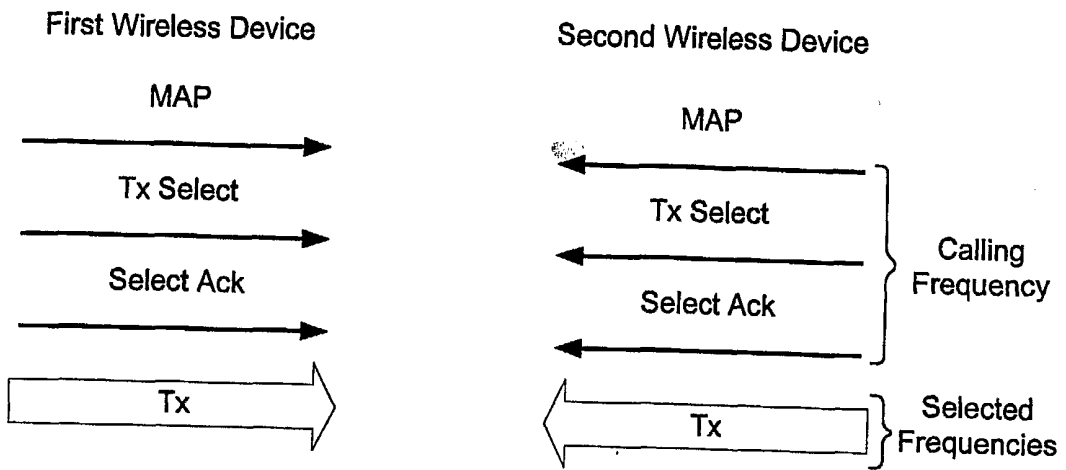 First Wireless Device
Second Wireless Device
MAP
MAP
Tx Select
Tx Select
Select Ack
Select Ack
Calling
Frequency
Tx
Tx
Selected
Frequencies